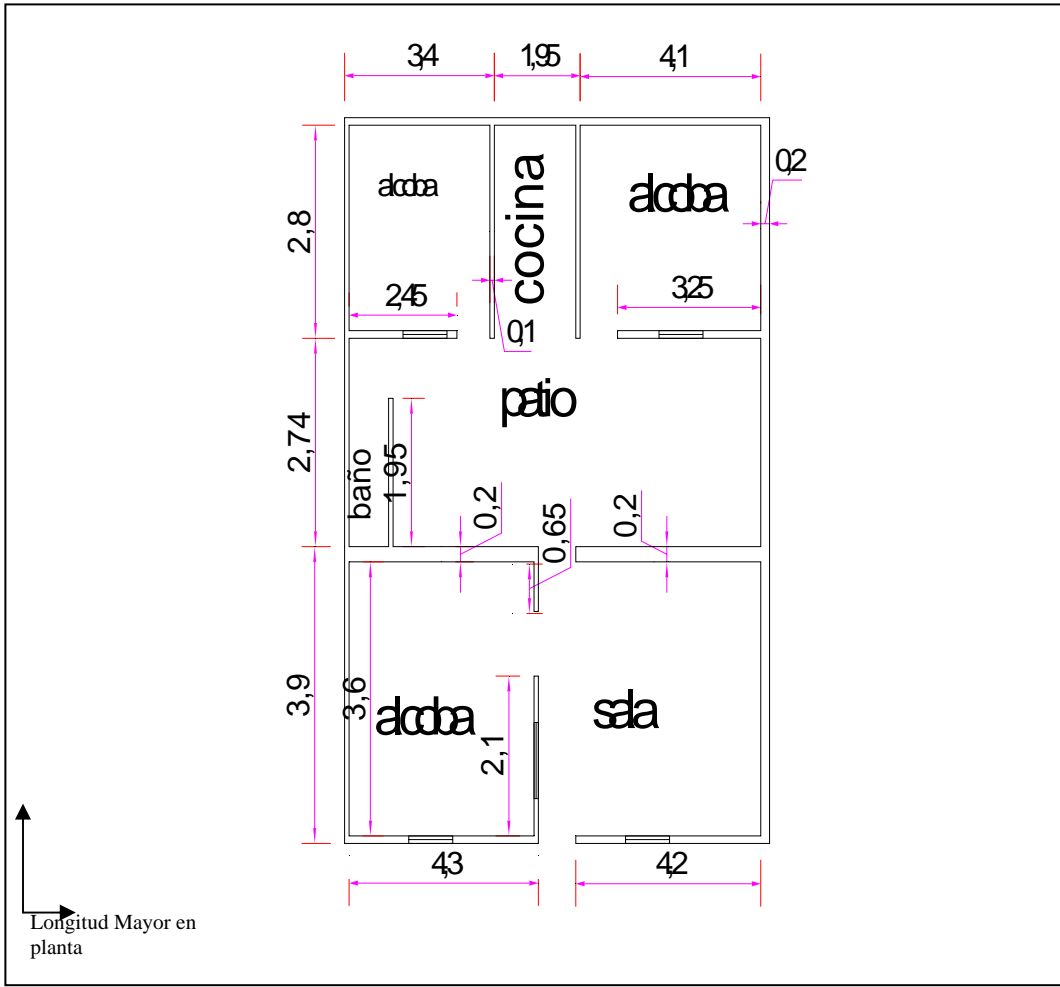 3,4 1,95 4,1
0,2
alcoba cocina alcoba
2,8
2,45 3,25
0,1
patio
2,74
baño
1,95
0,2 0,65 0,2
3,9
3,6
alcoba sala
2,1
4,3 4,2
Longitud Mayor en
planta